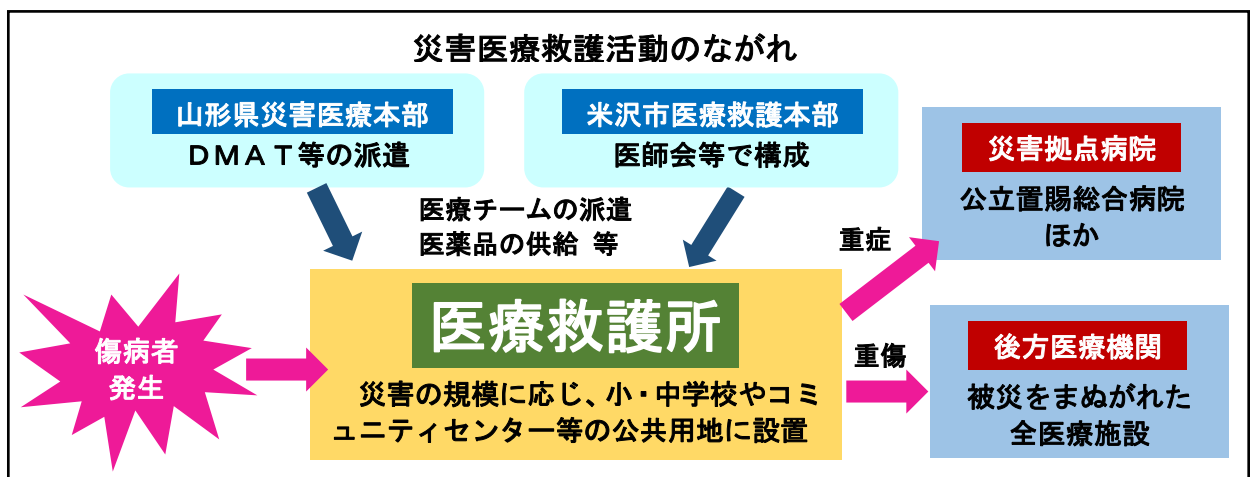 災害医療救護活動のながれ
山形県災害医療本部
DMAT等の派遣
米沢市医療救護本部
医師会等で構成
医療チームの派遣
医薬品の供給 等
傷病者
発生
医療救護所
災害の規模に応じ、小・中学校やコミ
ュニティセンター等の公共用地に設置
重症
災害拠点病院
公立置賜総合病院
ほか
重傷
後方医療機関
被災をまぬがれた
全医療施設